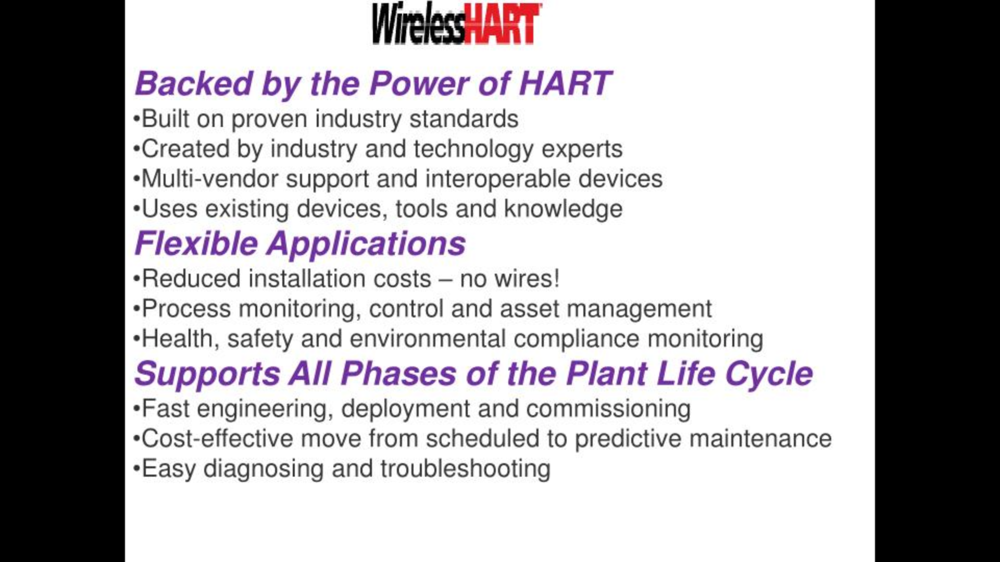 WirelessHART
Backed by the Power of HART
•Built on proven industry standards
•Created by industry and technology experts
•Multi-vendor support and interoperable devices
•Uses existing devices, tools and knowledge
Flexible Applications
•Reduced installation costs – no wires!
•Process monitoring, control and asset management
•Health, safety and environmental compliance monitoring
Supports All Phases of the Plant Life Cycle
•Fast engineering, deployment and commissioning
•Cost-effective move from scheduled to predictive maintenance
•Easy diagnosing and troubleshooting